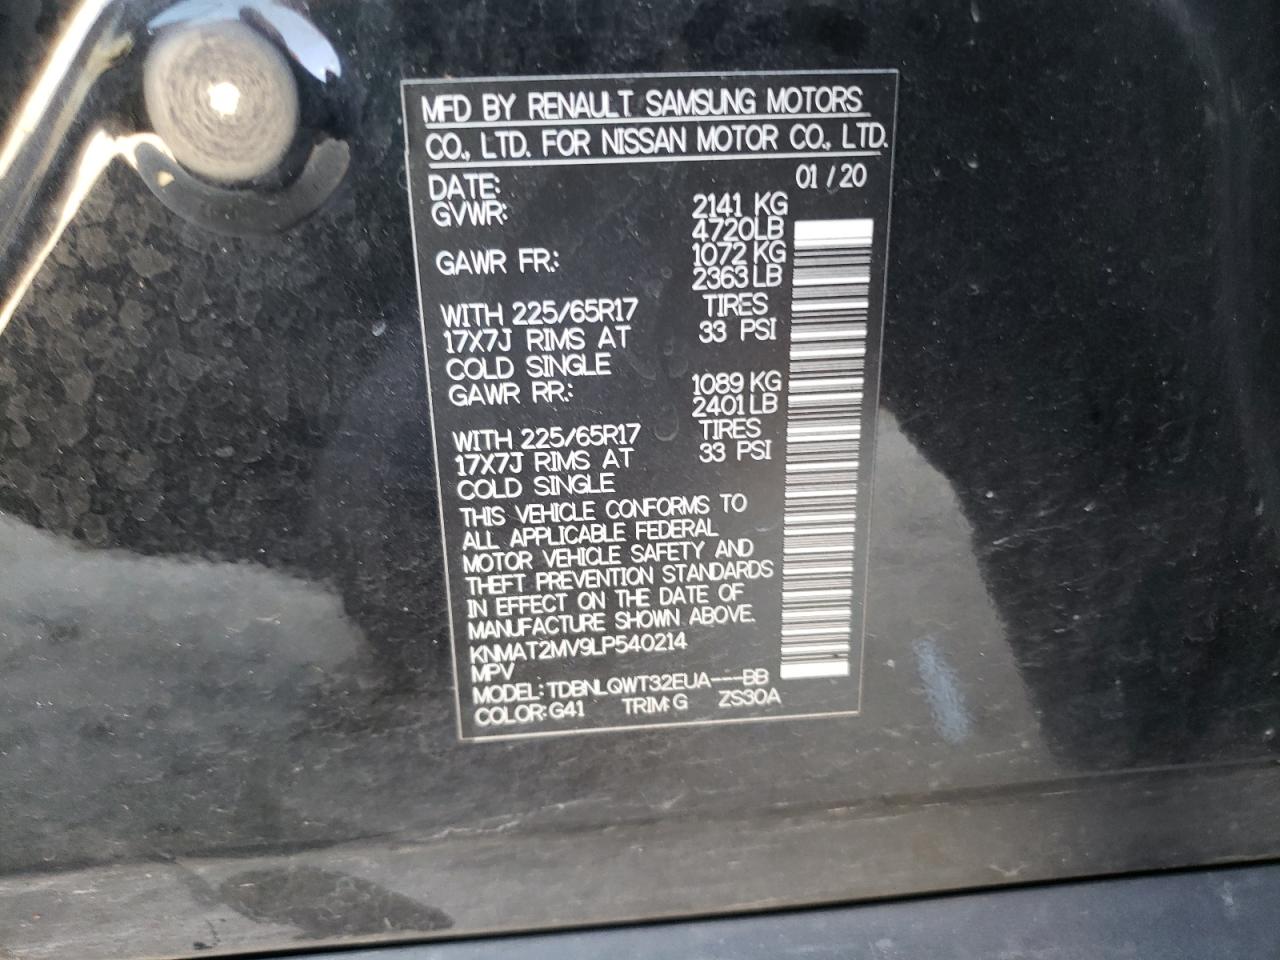 MFD BY RENAULT SAMSUNG MOTORS
CO., LTD. FOR NISSAN MOTOR CO., LTD.
DATE: 01 / 20
GVWR: 2141 KG
4720LB
GAWR FR.: 1072 KG
2363 LB
WITH 225/65R17 TIRES
17X7J RIMS AT 33 PSI
COLD SINGLE
GAWR RR.: 1089 KG
2401 LB
WITH 225/65R17 TIRES
17X7J RIMS AT 33 PSI
COLD SINGLE
THIS VEHICLE CONFORMS TO
ALL APPLICABLE FEDERAL
MOTOR VEHICLE SAFETY AND
THEFT PREVENTION STANDARDS
IN EFFECT ON THE DATE OF
MANUFACTURE SHOWN ABOVE.
KNMAT2MV9LP540214
MPV
MODEL: TDBNLQWT32EUA---BB
COLOR: G41 TRIM: G ZS30A